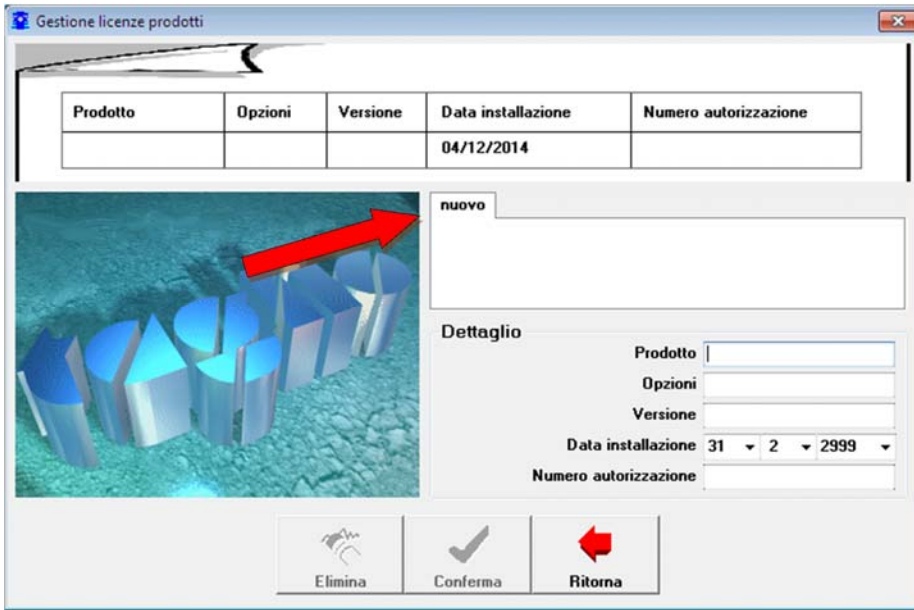 Gestione licenze prodotti
Prodotto Opzioni Versione Data installazione Numero autorizzazione
04/12/2014
nuovo
Dettaglio
Prodotto
Opzioni
Versione
Data installazione 31 2 2999
Numero autorizzazione
Elimina Conferma Ritorna